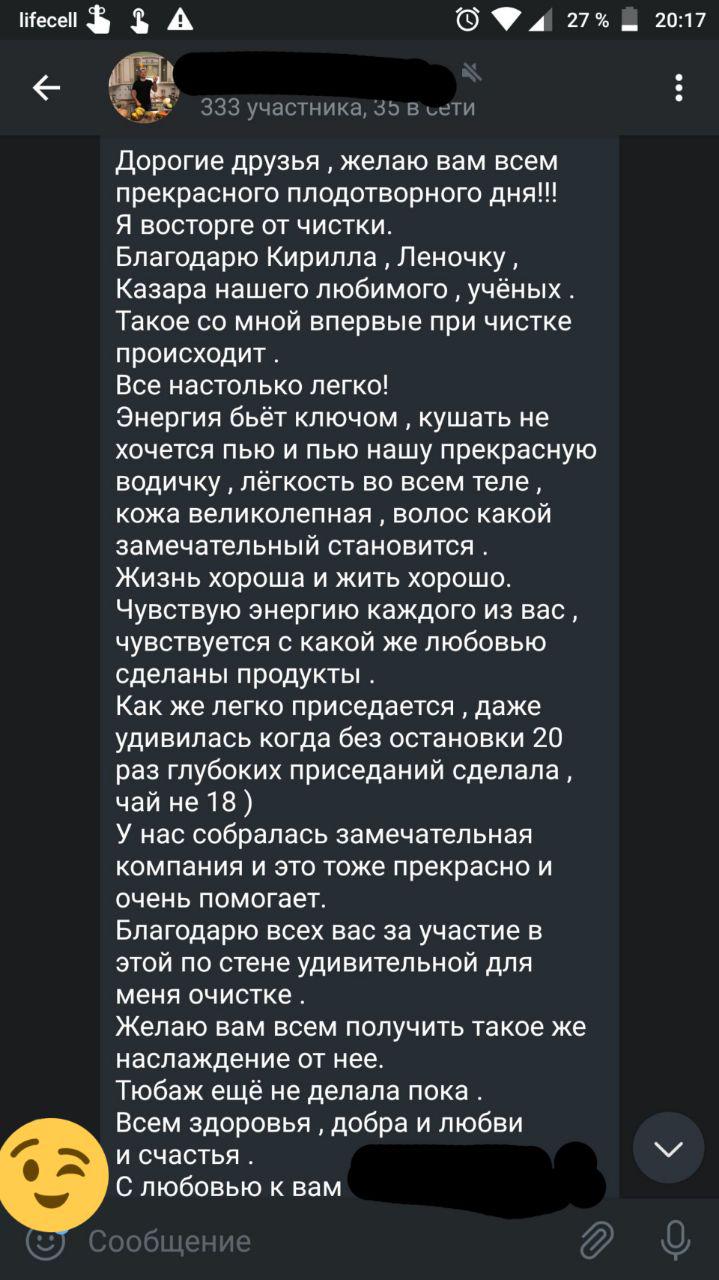 lifecell
27 %
20:17
333 участника, 35 в сети
Дорогие друзья , желаю вам всем
прекрасного плодотворного дня!!!
Я восторге от чистки.
Благодарю Кирилла , Леночку ,
Казара нашего любимого , учёных .
Такое со мной впервые при чистке
происходит .
Все настолько легко!
Энергия бьёт ключом , кушать не
хочется пью и пью нашу прекрасную
водичку , лёгкость во всем теле ,
кожа великолепная , волос какой
замечательный становится .
Жизнь хороша и жить хорошо.
Чувствую энергию каждого из вас ,
чувствуется с какой же любовью
сделаны продукты .
Как же легко приседается , даже
удивилась когда без остановки 20
раз глубоких приседаний сделала ,
чай не 18 )
У нас собралась замечательная
компания и это тоже прекрасно и
очень помогает.
Благодарю всех вас за участие в
этой по стене удивительной для
меня очистке .
Желаю вам всем получить такое же
наслаждение от нее.
Тюбаж ещё не делала пока .
Всем здоровья , добра и любви
и счастья .
С любовью к вам
Сообщение